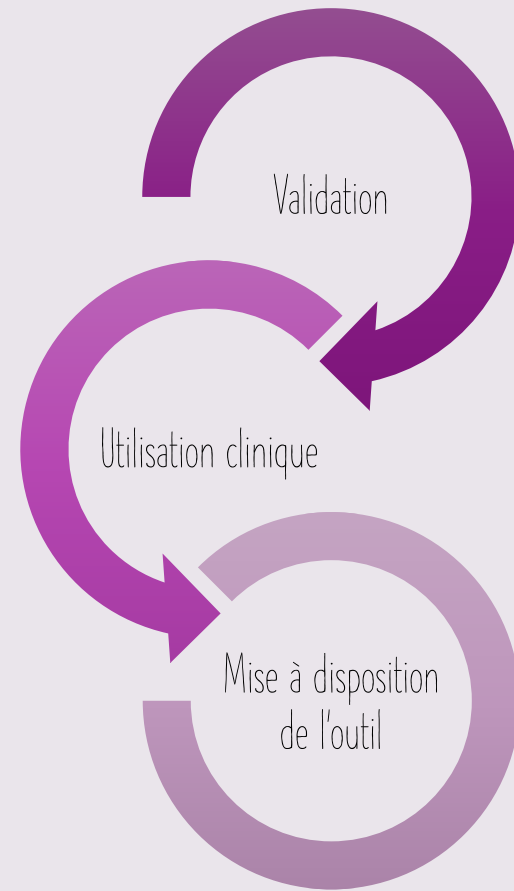 Validation
Utilisation clinique
Mise à disposition
de l'outil